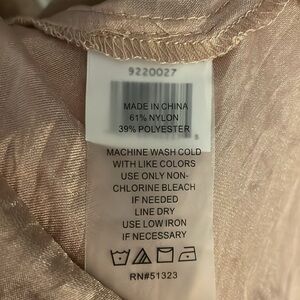 9220027
MADE IN CHINA
61% NYLON
39% POLYESTER
MACHINE WASH COLD
WITH LIKE COLORS
USE ONLY NON-
CHLORINE BLEACH
IF NEEDED
LINE DRY
USE LOW IRON
IF NECESSARY
RN#51323